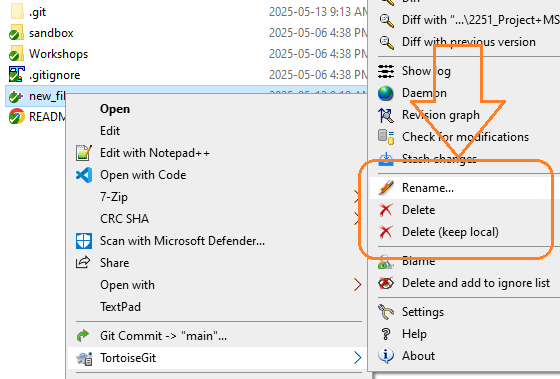 .git 2025-05-13 9:13 AM
sandbox 2025-05-06 4:38 PM
Workshops 2025-05-06 4:38 PM
.gitignore 2025-05-06 4:38 PM
new_fil
READM
Open
Edit
Edit with Notepad++
Open with Code
7-Zip
CRC SHA
Scan with Microsoft Defender...
Share
Open with
TextPad
Git Commit -> "main"...
TortoiseGit
Diff
Diff with "...\2251_Project+MS
Diff with previous version
Show log
Daemon
Revision graph
Check for modifications
Stash changes
Rename...
Delete
Delete (keep local)
Blame
Delete and add to ignore list
Settings
Help
About